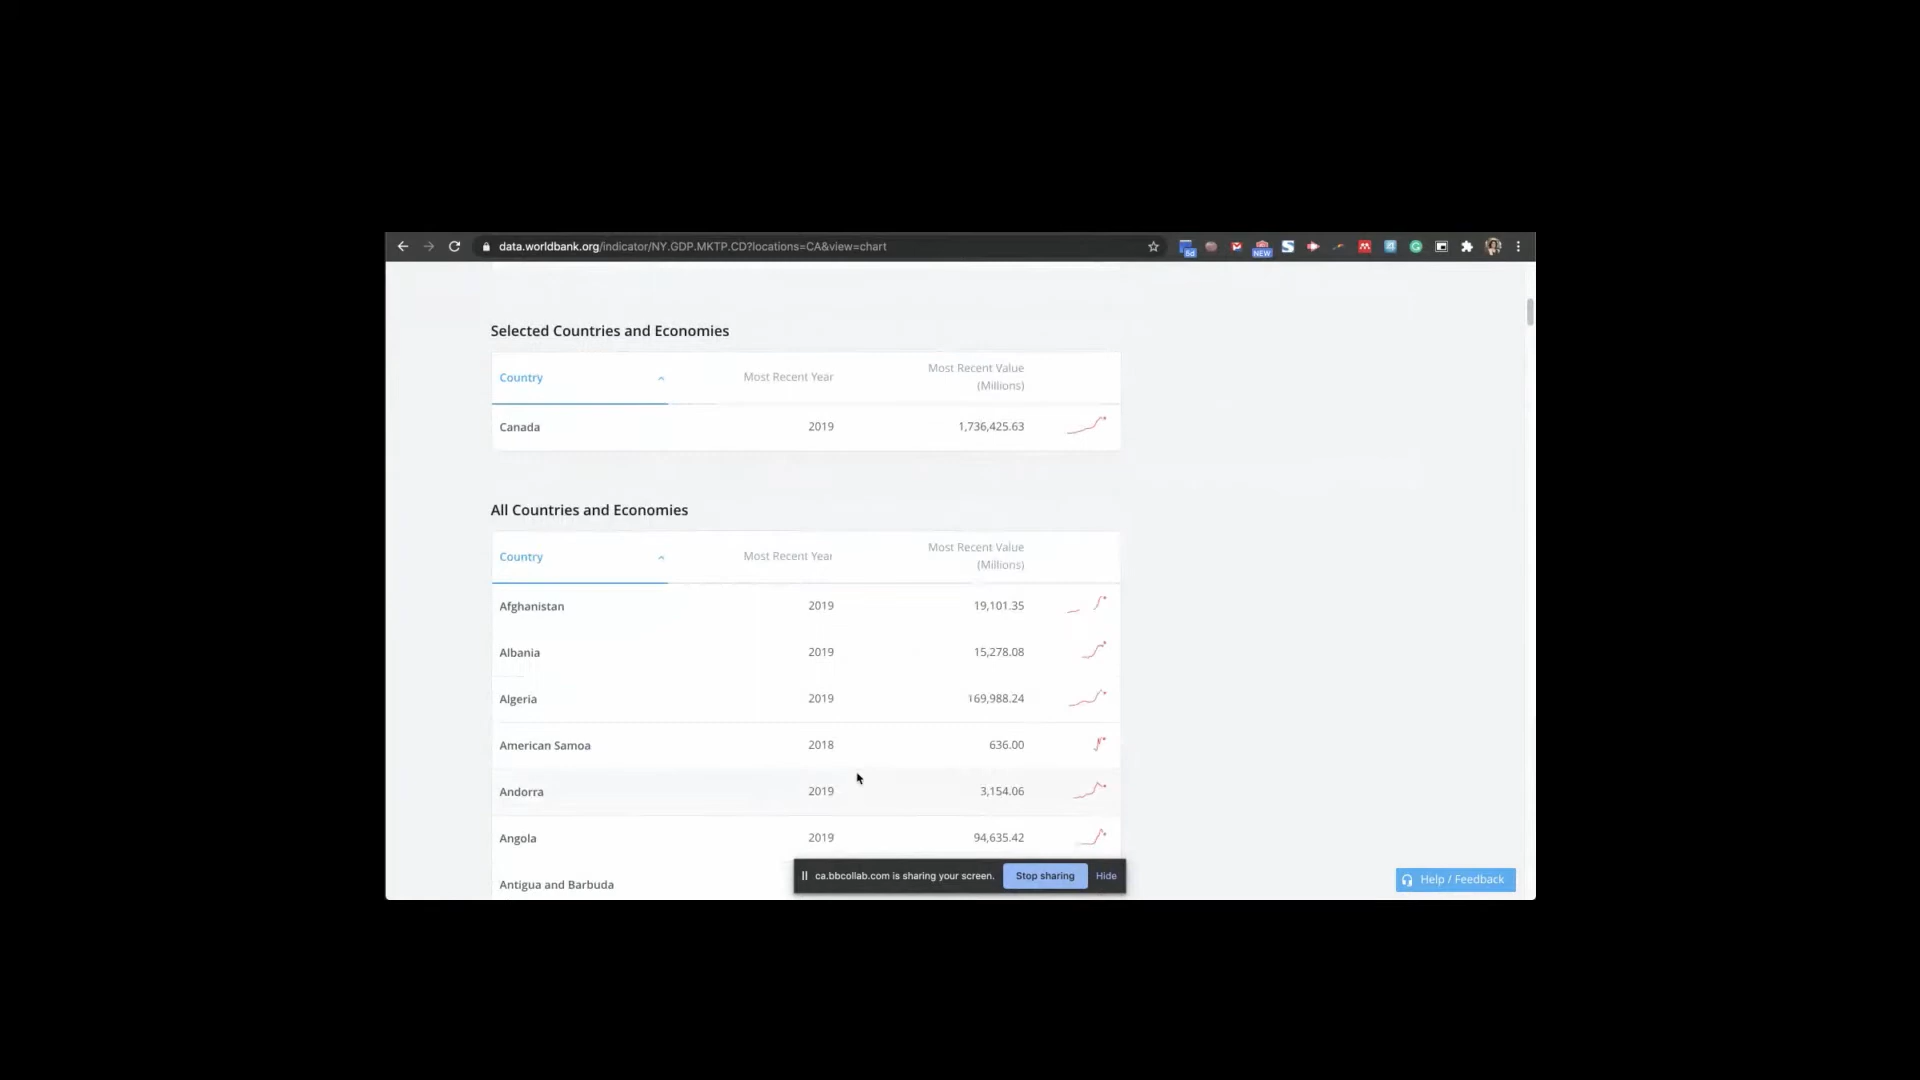 data.worldbank.org/indicator/NY.GDP.MKTP.CD?locations=CA&view=chart
8d
NEW
Selected Countries and Economies
Country
Most Recent Year
Most Recent Value
(Millions)
Canada 2019 1,736,425.63
All Countries and Economies
Country
Most Recent Year
Most Recent Value
(Millions)
Afghanistan 2019 19,101.35
Albania 2019 15,278.08
Algeria 2019 169,988.24
American Samoa 2018 636.00
Andorra 2019 3,154.06
Angola 2019 94,635.42
Antigua and Barbuda
ca.bbcollab.com is sharing your screen. Stop sharing Hide
Help / Feedback